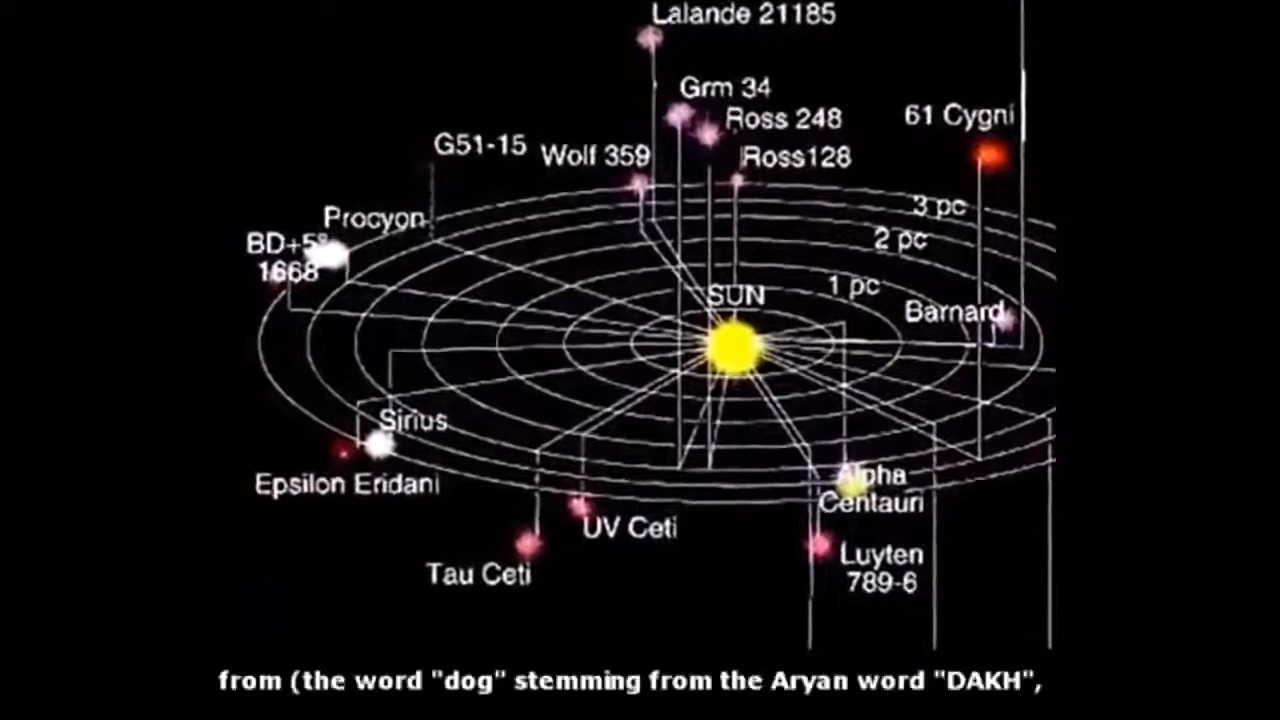 Lalande 21185
Grm 34
Ross 248
61 Cygni
G51-15
Wolf 359
Ross128
3 pc
Procyon
2 pc
BD+5°
1668
1 pc
SUN
Barnard
Sirius
Alpha
Centauri
Epsilon Eridani
UV Ceti
Luyten
789-6
Tau Ceti
from (the word "dog" stemming from the Aryan word "DAKH",